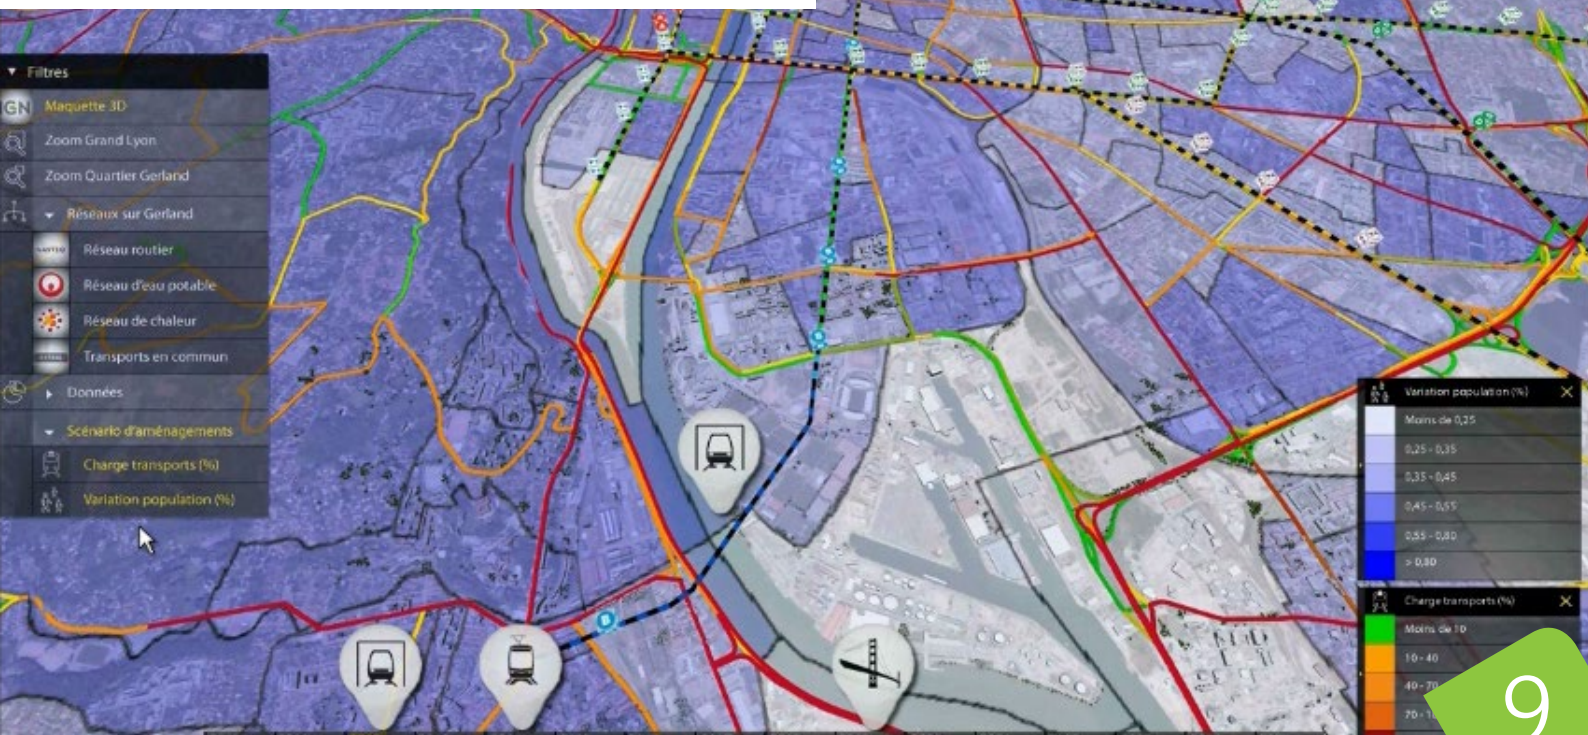 Filtres
GN
Maquette 3D
Zoom Grand Lyon
Zoom Quartier Gerland
Réseaux sur Gerland
Réseau routier
Réseau d'eau potable
Réseau de chaleur
Transports en commun
Données
Scénario d'aménagements
Charge transports (%)
Variation population (%)
B
Variation population (%)
Moins de 0,25
0,25 - 0,35
0,35 - 0,45
0,45 - 0,55
0,55 - 0,80
> 0,80
Charge transports (%)
Moins de 10
10 - 40
40 - 70
9